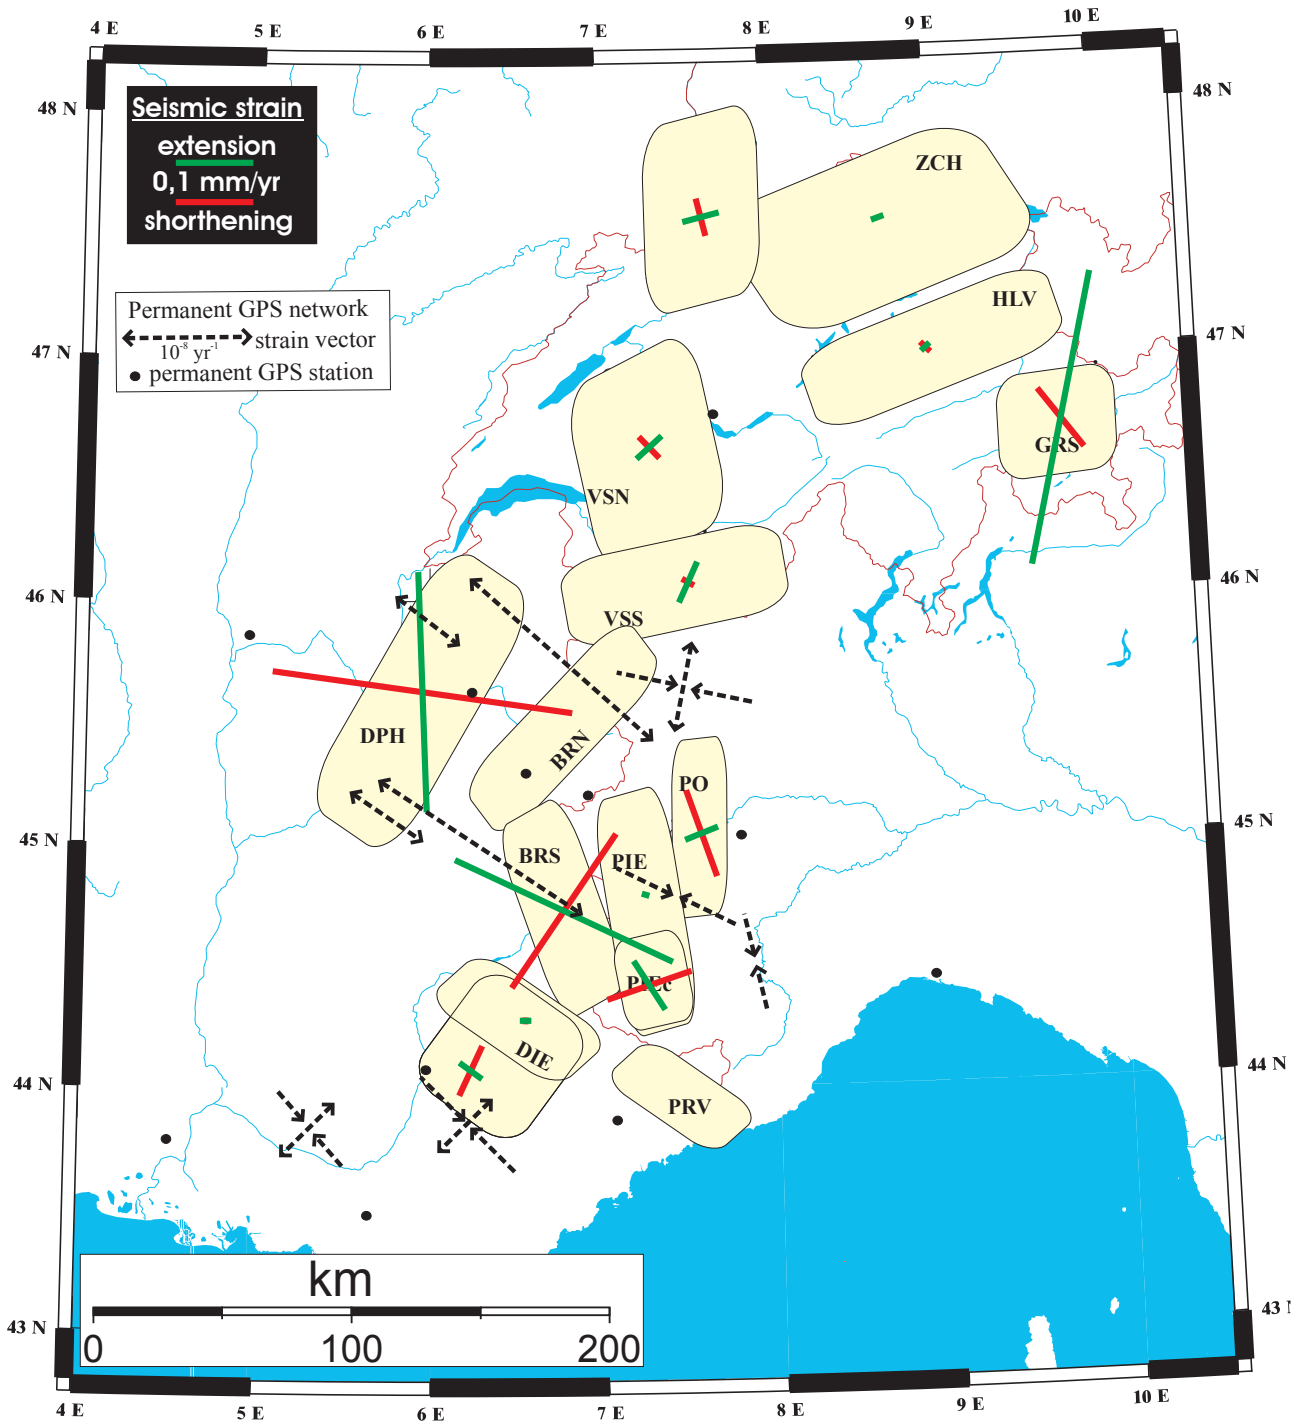 4 E 5 E 6 E 7 E 8 E 9 E 10 E
48 N
48 N
Seismic strain
extension
0,1 mm/yr
shorthening
ZCH
HLV
Permanent GPS network
strain vector
10⁻⁸ yr⁻¹
permanent GPS station
47 N
47 N
GRS
VSN
46 N
46 N
VSS
DPH
BRN
PO
45 N
45 N
BRS
PIE
PIEc
DIE
44 N
44 N
PRV
km
0 100 200
43 N
43 N
4 E 5 E 6 E 7 E 8 E 9 E 10 E